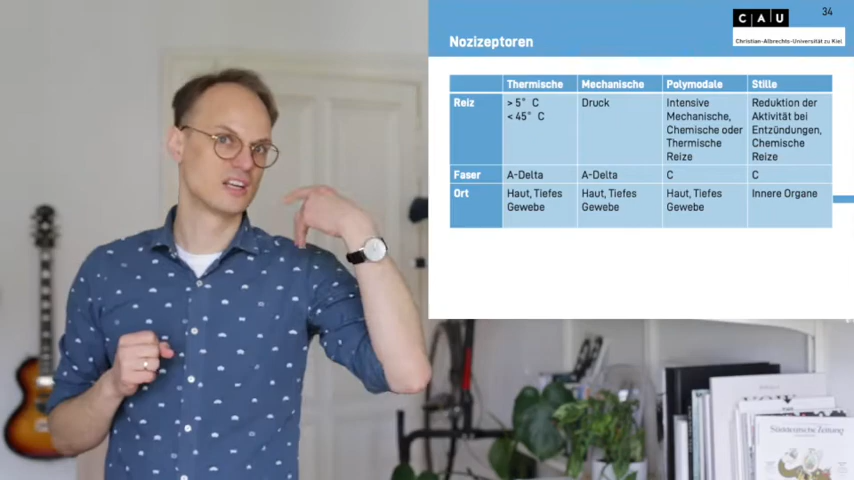 34
C A U
Christian-Albrechts-Universität zu Kiel
Nozizeptoren
Thermische Mechanische Polymodale Stille
Reiz
> 5° C
< 45° C
Druck
Intensive
Mechanische,
Chemische oder
Thermische
Reize
Reduktion der
Aktivität bei
Entzündungen,
Chemische
Reize
Faser A-Delta A-Delta C C
Ort
Haut, Tiefes
Gewebe
Haut, Tiefes
Gewebe
Haut, Tiefes
Gewebe
Innere Organe
Süddeutsche Zeitung